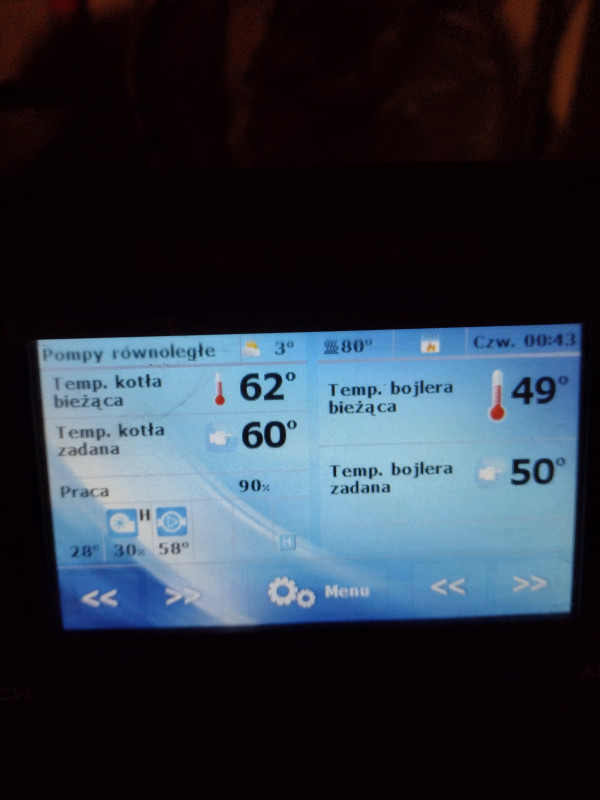 Pompy równoległe 3° 80° Czw. 00:43
Temp. kotła
bieżąca
62°
Temp. kotła
zadana
60°
Praca 90%
H
28° 30% 58°
H
Temp. bojlera
bieżąca
49°
Temp. bojlera
zadana
50°
<< >> Menu << >>